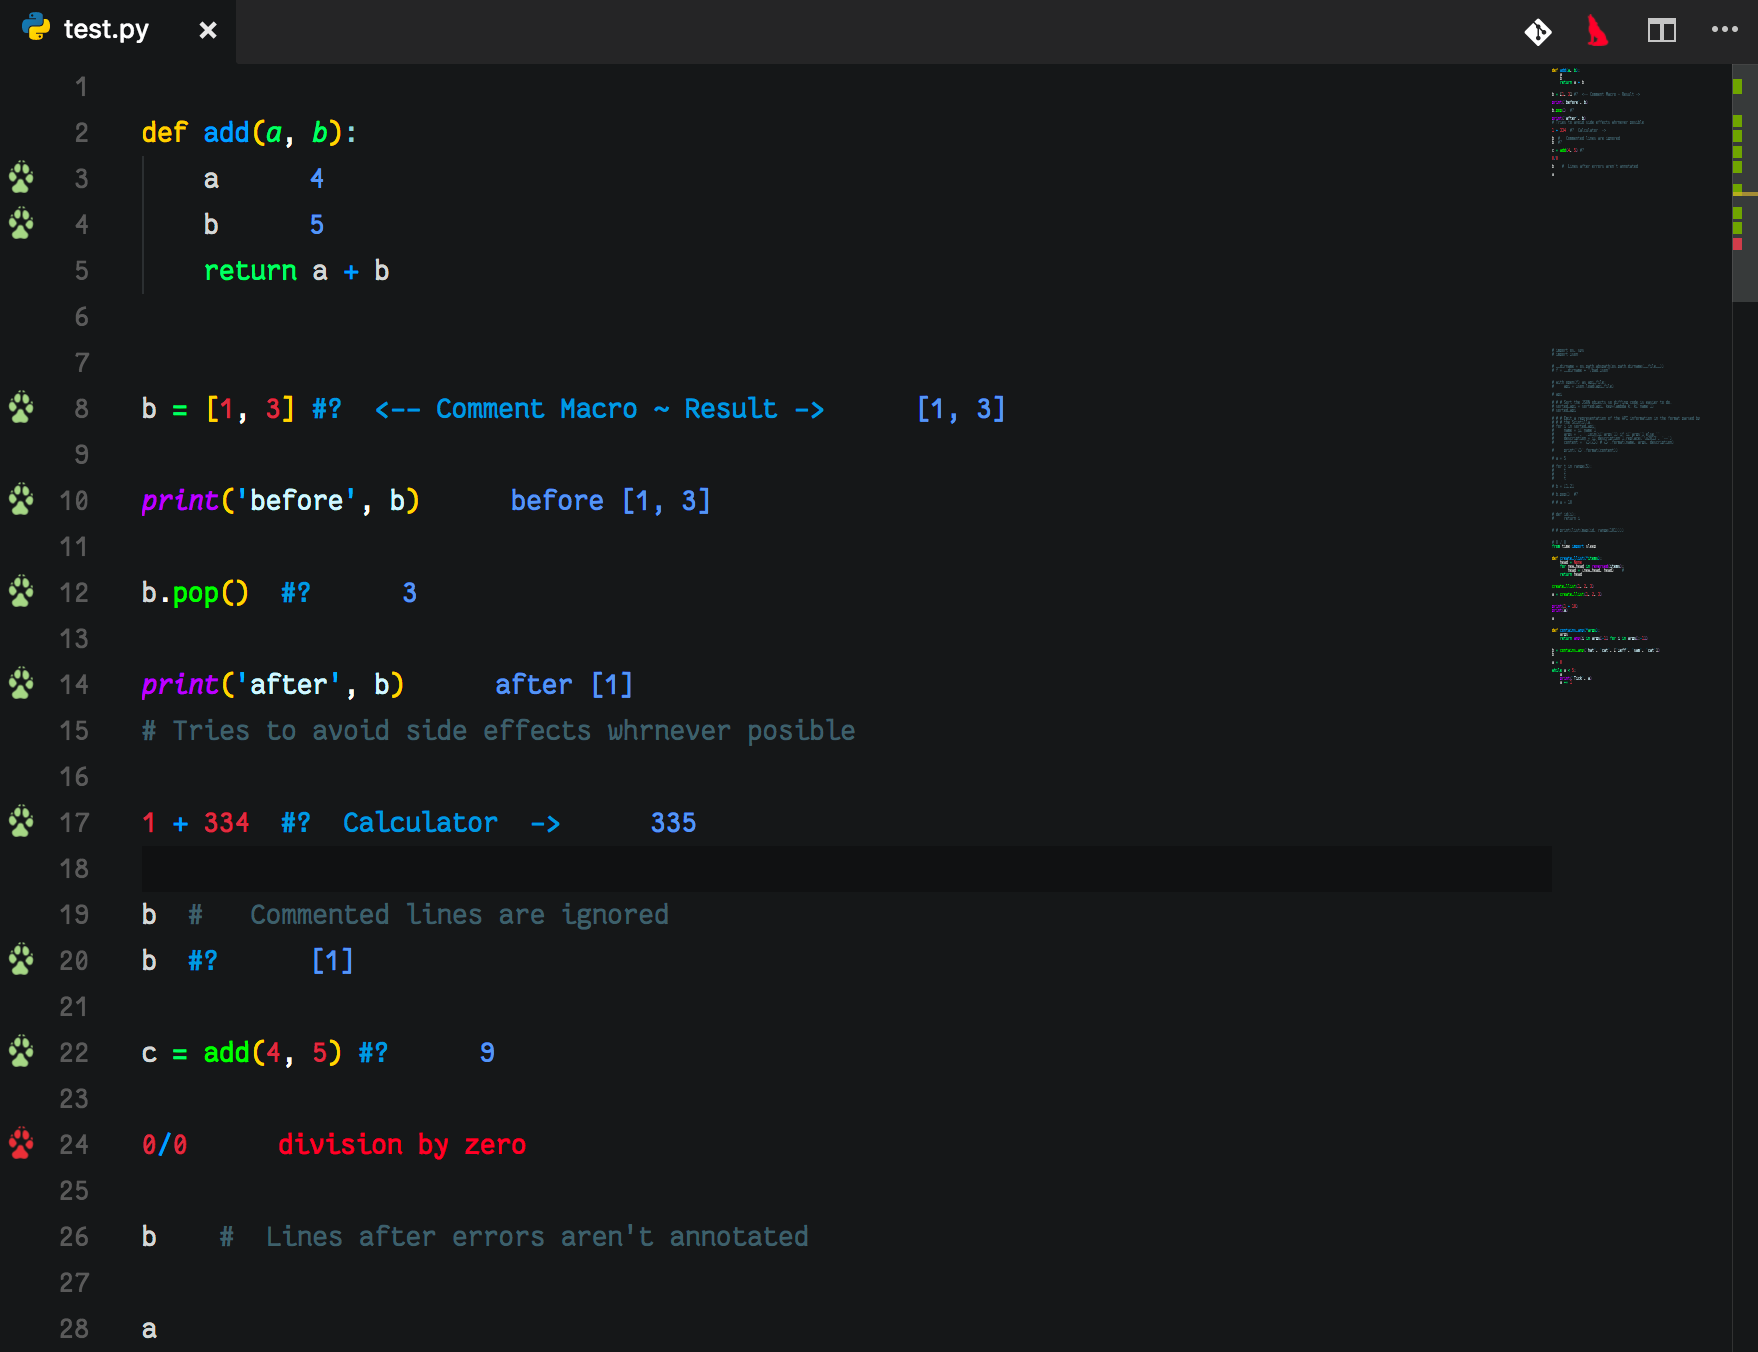 test.py
1
2 def add(a, b):
3 a 4
4 b 5
5 return a + b
6
7
8 b = [1, 3] #? <-- Comment Macro ~ Result -> [1, 3]
9
10 print('before', b) before [1, 3]
11
12 b.pop() #? 3
13
14 print('after', b) after [1]
15 # Tries to avoid side effects whrnever posible
16
17 1 + 334 #? Calculator -> 335
18
19 b # Commented lines are ignored
20 b #? [1]
21
22 c = add(4, 5) #? 9
23
24 0/0 division by zero
25
26 b # Lines after errors aren't annotated
27
28 a